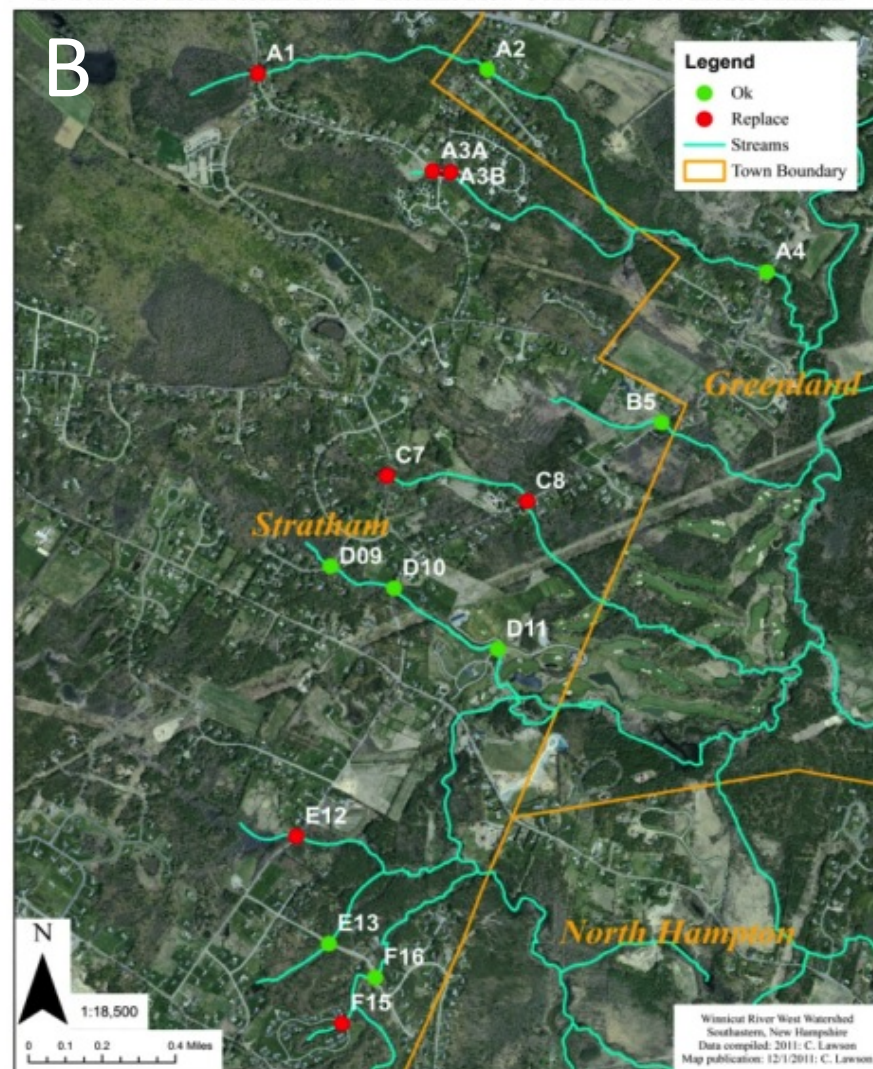 B
A1
A2
Legend
Ok
Replace
Streams
Town Boundary
A3A
A3B
A4
Greenland
B5
C7
C8
Stratham
D09
D10
D11
E12
E13
North Hampton
F16
F15
N
1:18,500
0 0.1 0.2 0.4 Miles
Winnicut River West Watershed
Southeastern, New Hampshire
Data compiled: 2011: C. Lawson
Map publication: 12/1/2011: C. Lawson